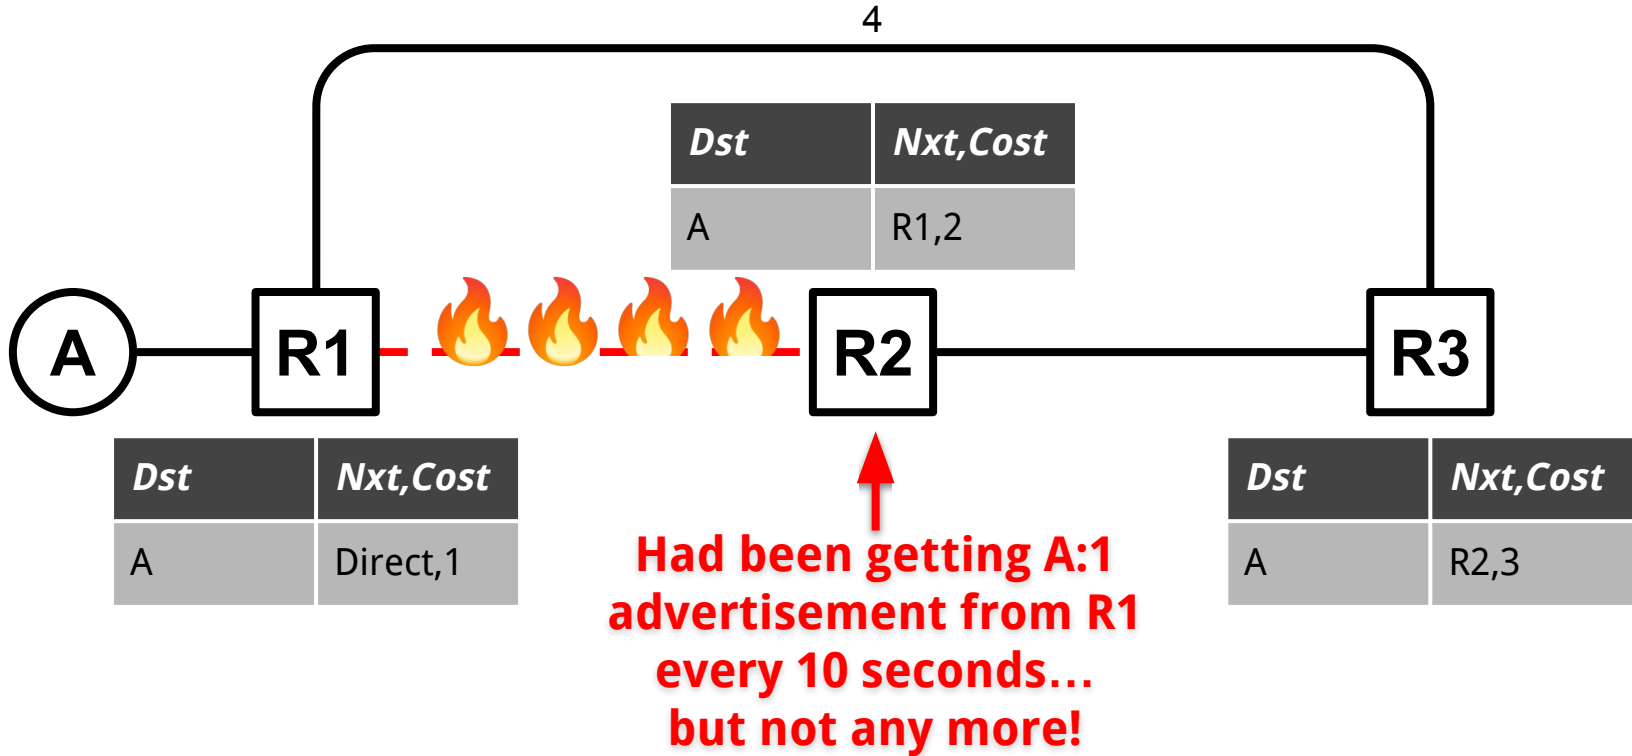 4
Dst Nxt,Cost
A R1,2
A R1 R2 R3
Dst Nxt,Cost
A Direct,1
Dst Nxt,Cost
A R2,3
Had been getting A:1
advertisement from R1
every 10 seconds...
but not any more!